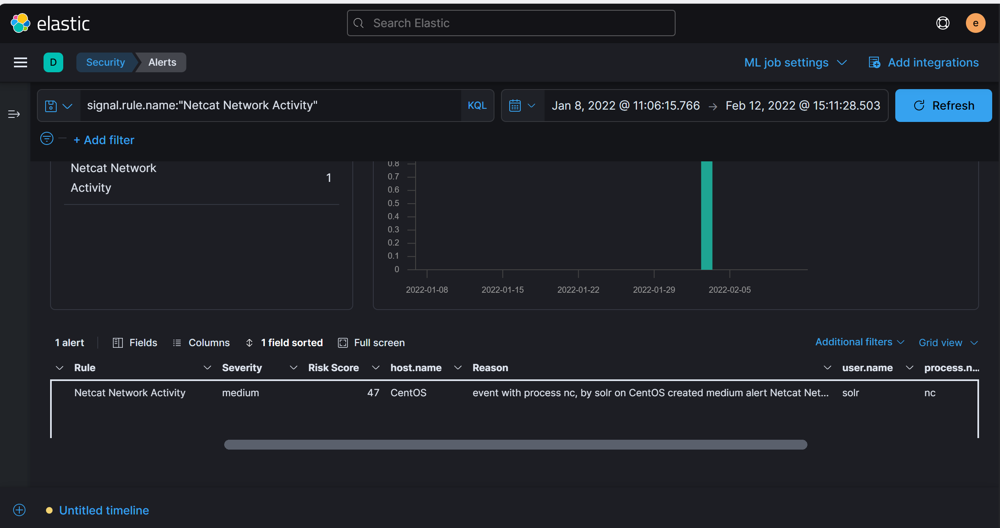 elastic
Search Elastic
e
D
Security
Alerts
ML job settings
Add integrations
signal.rule.name:"Netcat Network Activity"
KQL
Jan 8, 2022 @ 11:06:15.766 → Feb 12, 2022 @ 15:11:28.503
Refresh
+ Add filter
Netcat Network
Activity
1
0.8
0.7
0.6
0.5
0.4
0.3
0.2
0.1
0
2022-01-08
2022-01-15
2022-01-22
2022-01-29
2022-02-05
1 alert
Fields
Columns
1 field sorted
Full screen
Additional filters
Grid view
Rule Severity Risk Score host.name Reason user.name process.n...
Netcat Network Activity medium 47 CentOS event with process nc, by solr on CentOS created medium alert Netcat Net... solr nc
Untitled timeline